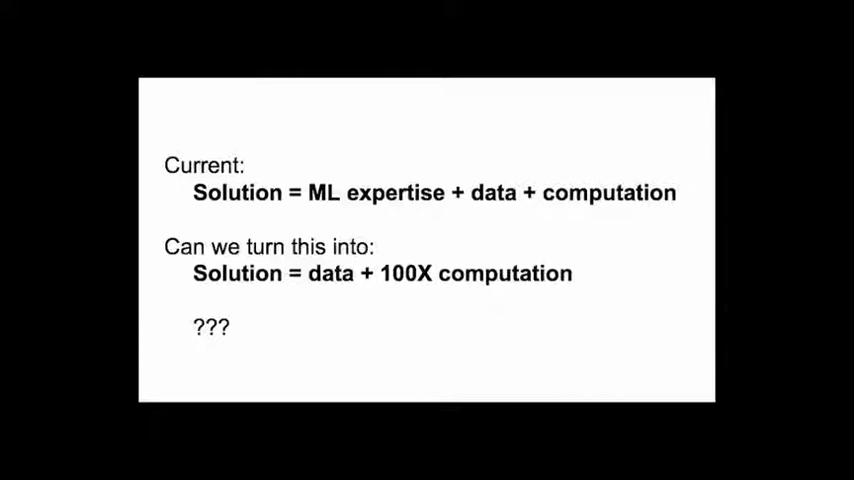 Current:
Solution = ML expertise + data + computation
Can we turn this into:
Solution = data + 100X computation
???